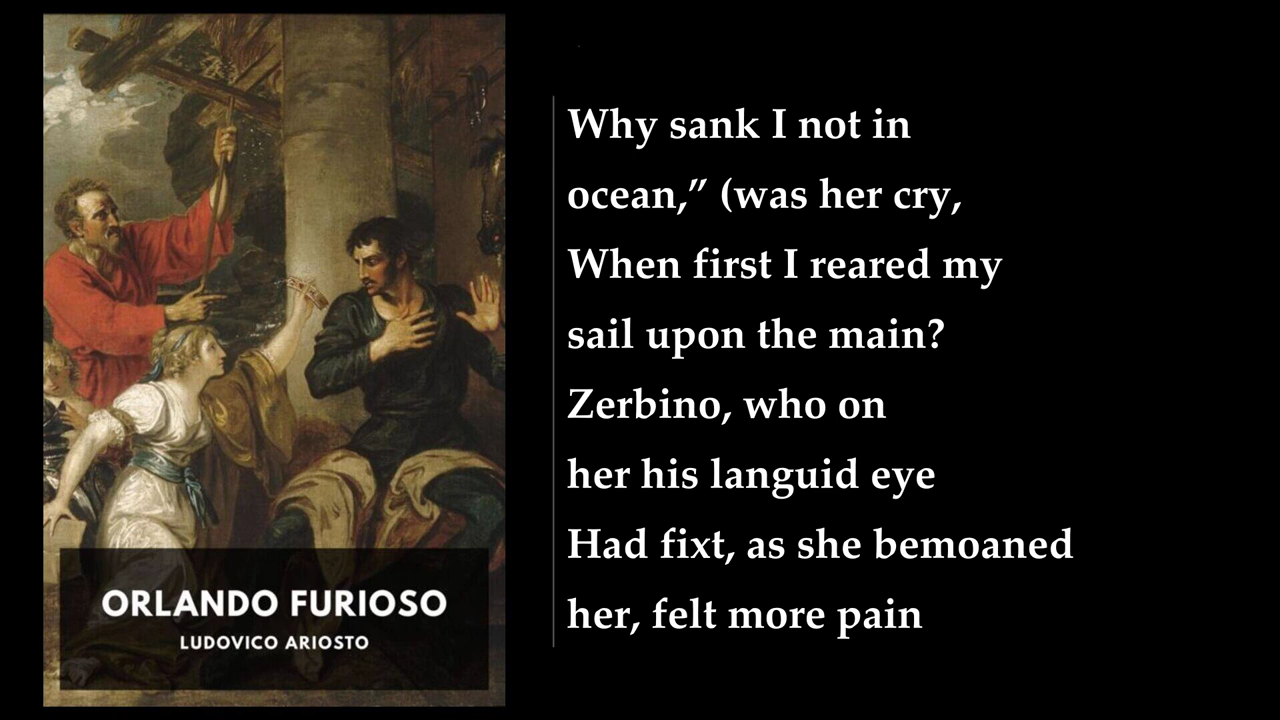 ORLANDO FURIOSO
LUDOVICO ARIOSTO
Why sank I not in
ocean,” (was her cry,
When first I reared my
sail upon the main?
Zerbino, who on
her his languid eye
Had fixt, as she bemoaned
her, felt more pain